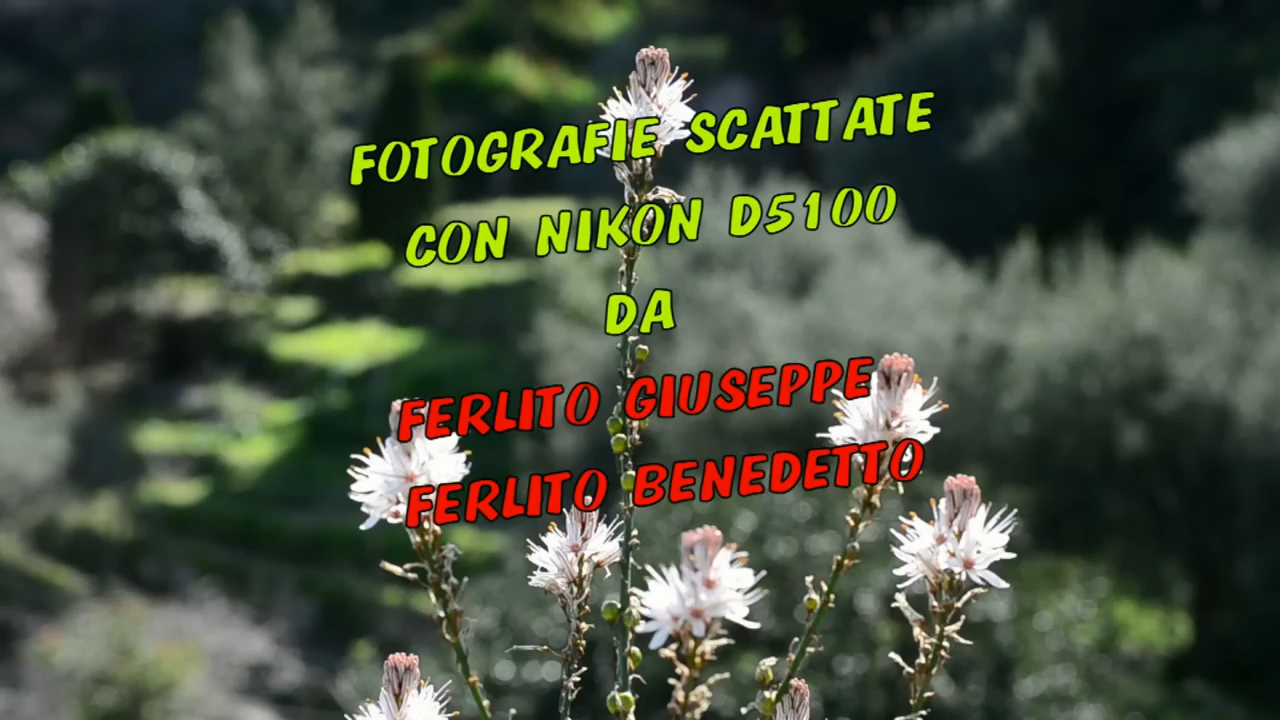 FOTOGRAFIE SCATTATE
CON NIKON D5100
DA
FERLITO GIUSEPPE
FERLITO BENEDETTO